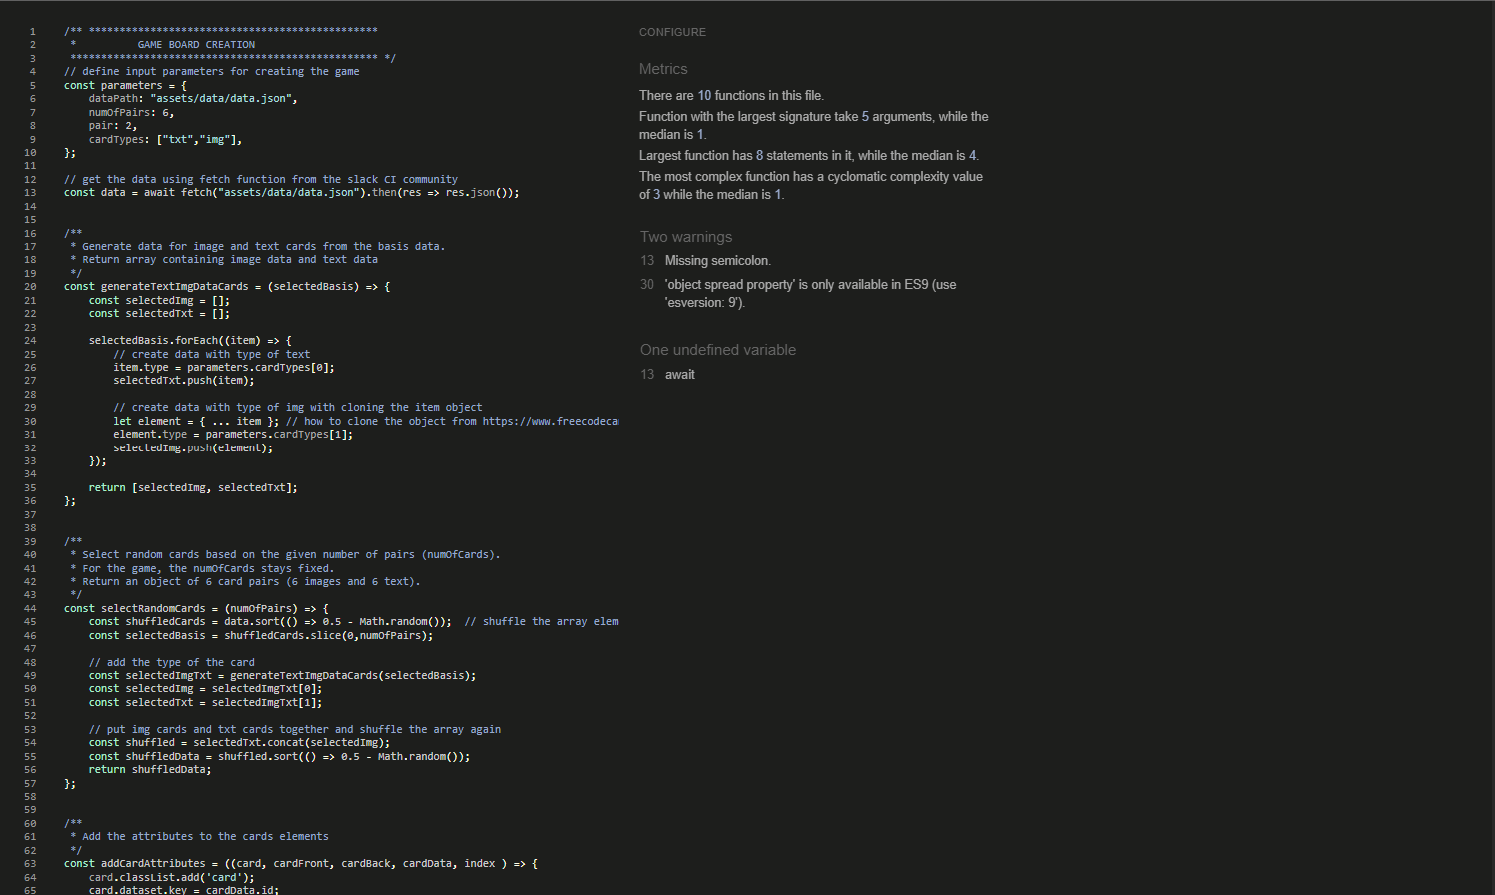 1 /** ***********************************************
2 * GAME BOARD CREATION
3 ************************************************** */
4 // define input parameters for creating the game
5 const parameters = {
6 dataPath: "assets/data/data.json",
7 numOfPairs: 6,
8 pair: 2,
9 cardTypes: ["txt","img"],
10 };
11
12 // get the data using fetch function from the slack CI community
13 const data = await fetch("assets/data/data.json").then(res => res.json());
14
15
16 /**
17 * Generate data for image and text cards from the basis data.
18 * Return array containing image data and text data
19 */
20 const generateTextImgDataCards = (selectedBasis) => {
21 const selectedImg = [];
22 const selectedTxt = [];
23
24 selectedBasis.forEach((item) => {
25 // create data with type of text
26 item.type = parameters.cardTypes[0];
27 selectedTxt.push(item);
28
29 // create data with type of img with cloning the item object
30 let element = { ... item }; // how to clone the object from https://www.freecodeca
31 element.type = parameters.cardTypes[1];
32 selectedImg.push(element);
33 });
34
35 return [selectedImg, selectedTxt];
36 };
37
38
39 /**
40 * Select random cards based on the given number of pairs (numOfCards).
41 * For the game, the numOfCards stays fixed.
42 * Return an object of 6 card pairs (6 images and 6 text).
43 */
44 const selectRandomCards = (numOfPairs) => {
45 const shuffledCards = data.sort(() => 0.5 - Math.random()); // shuffle the array elem
46 const selectedBasis = shuffledCards.slice(0,numOfPairs);
47
48 // add the type of the card
49 const selectedImgTxt = generateTextImgDataCards(selectedBasis);
50 const selectedImg = selectedImgTxt[0];
51 const selectedTxt = selectedImgTxt[1];
52
53 // put img cards and txt cards together and shuffle the array again
54 const shuffled = selectedTxt.concat(selectedImg);
55 const shuffledData = shuffled.sort(() => 0.5 - Math.random());
56 return shuffledData;
57 };
58
59
60 /**
61 * Add the attributes to the cards elements
62 */
63 const addCardAttributes = ((card, cardFront, cardBack, cardData, index ) => {
64 card.classList.add('card');
65 card.dataset.key = cardData.id;
CONFIGURE
Metrics
There are 10 functions in this file.
Function with the largest signature take 5 arguments, while the
median is 1.
Largest function has 8 statements in it, while the median is 4.
The most complex function has a cyclomatic complexity value
of 3 while the median is 1.
Two warnings
13 Missing semicolon.
30 'object spread property' is only available in ES9 (use
'esversion: 9').
One undefined variable
13 await